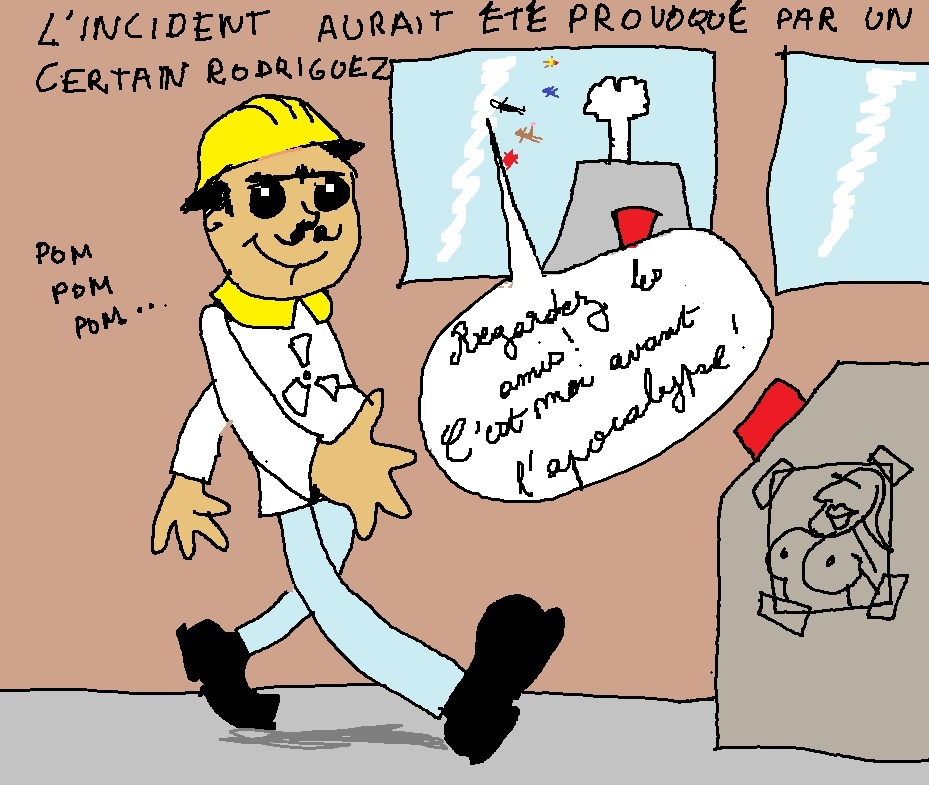 L'INCIDENT AURAIT ÉTÉ PROVOQUÉ PAR UN
CERTAIN RODRIGUEZ
POM
POM
POM...
Regardez les
amis!
C'est moi avant
l'apocalypse!